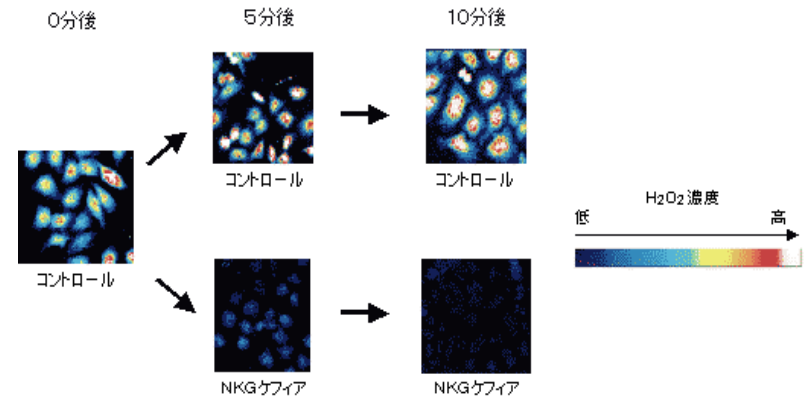 0分後
5分後
10分後
コントロール
コントロール
コントロール
H2O2濃度
低
高
NKGケフィア
NKGケフィア